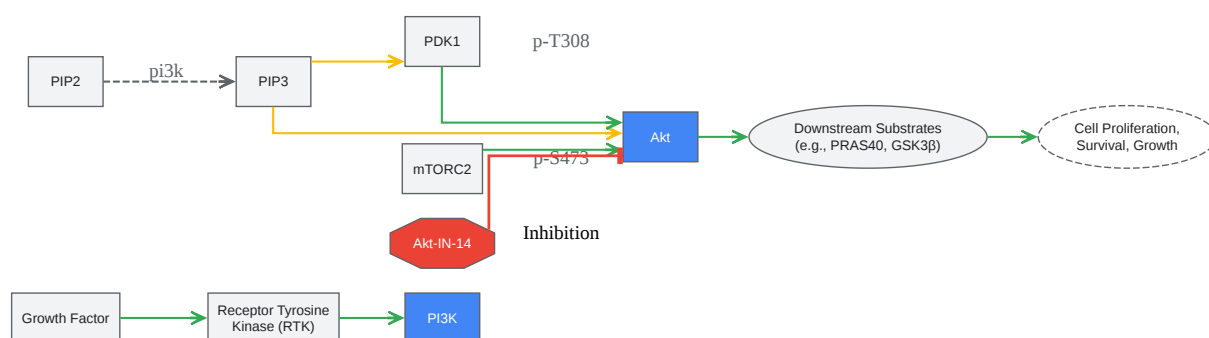 PDK1
p-T308
PIP2
pi3k
PIP3
Akt
Downstream Substrates
(e.g., PRAS40, GSK3β)
Cell Proliferation,
Survival, Growth
mTORC2
p-S473
Akt-IN-14
Inhibition
Growth Factor
Receptor Tyrosine
Kinase (RTK)
PI3K